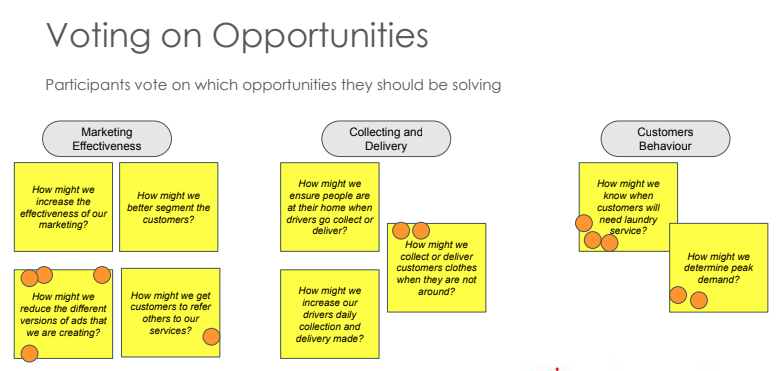 Voting on Opportunities
Participants vote on which opportunities they should be solving
Marketing
Effectiveness
How might we
increase the
effectiveness of our
marketing?
How might we
better segment the
customers?
How might we
reduce the different
versions of ads that
we are creating?
How might we get
customers to refer
others to our
services?
Collecting and
Delivery
How might we
ensure people are
at their home when
drivers go collect or
deliver?
How might we
collect or deliver
customers clothes
when they are not
around?
How might we
increase our
drivers daily
collection and
delivery made?
Customers
Behaviour
How might we
know when
customers will
need laundry
service?
How might we
determine peak
demand?